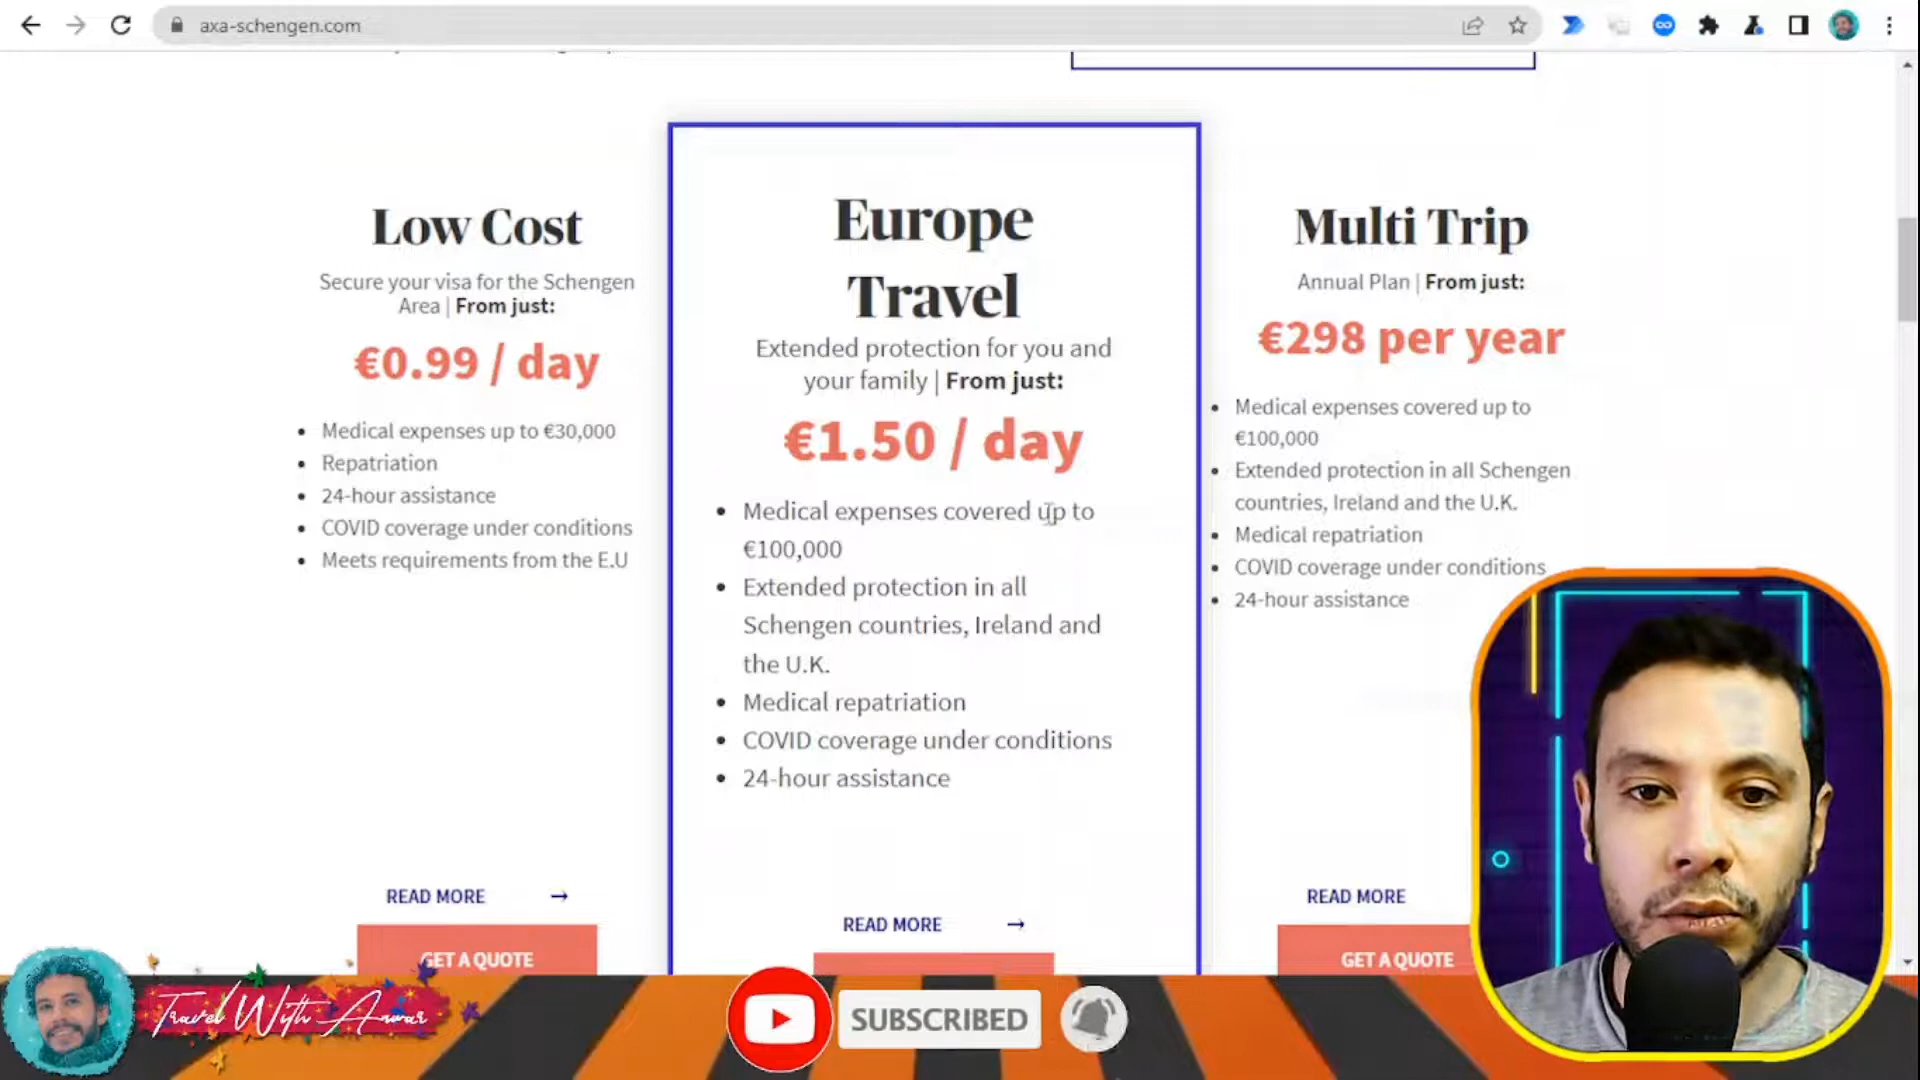 axa-schengen.com
Low Cost
Secure your visa for the Schengen
Area | From just:
€0.99 / day
Medical expenses up to €30,000
Repatriation
24-hour assistance
COVID coverage under conditions
Meets requirements from the E.U
READ MORE →
GET A QUOTE
Europe
Travel
Extended protection for you and
your family | From just:
€1.50 / day
Medical expenses covered up to
€100,000
Extended protection in all
Schengen countries, Ireland and
the U.K.
Medical repatriation
COVID coverage under conditions
24-hour assistance
READ MORE →
Multi Trip
Annual Plan | From just:
€298 per year
Medical expenses covered up to
€100,000
Extended protection in all Schengen
countries, Ireland and the U.K.
Medical repatriation
COVID coverage under conditions
24-hour assistance
READ MORE
GET A QUOTE
Travel With Anwar
SUBSCRIBED